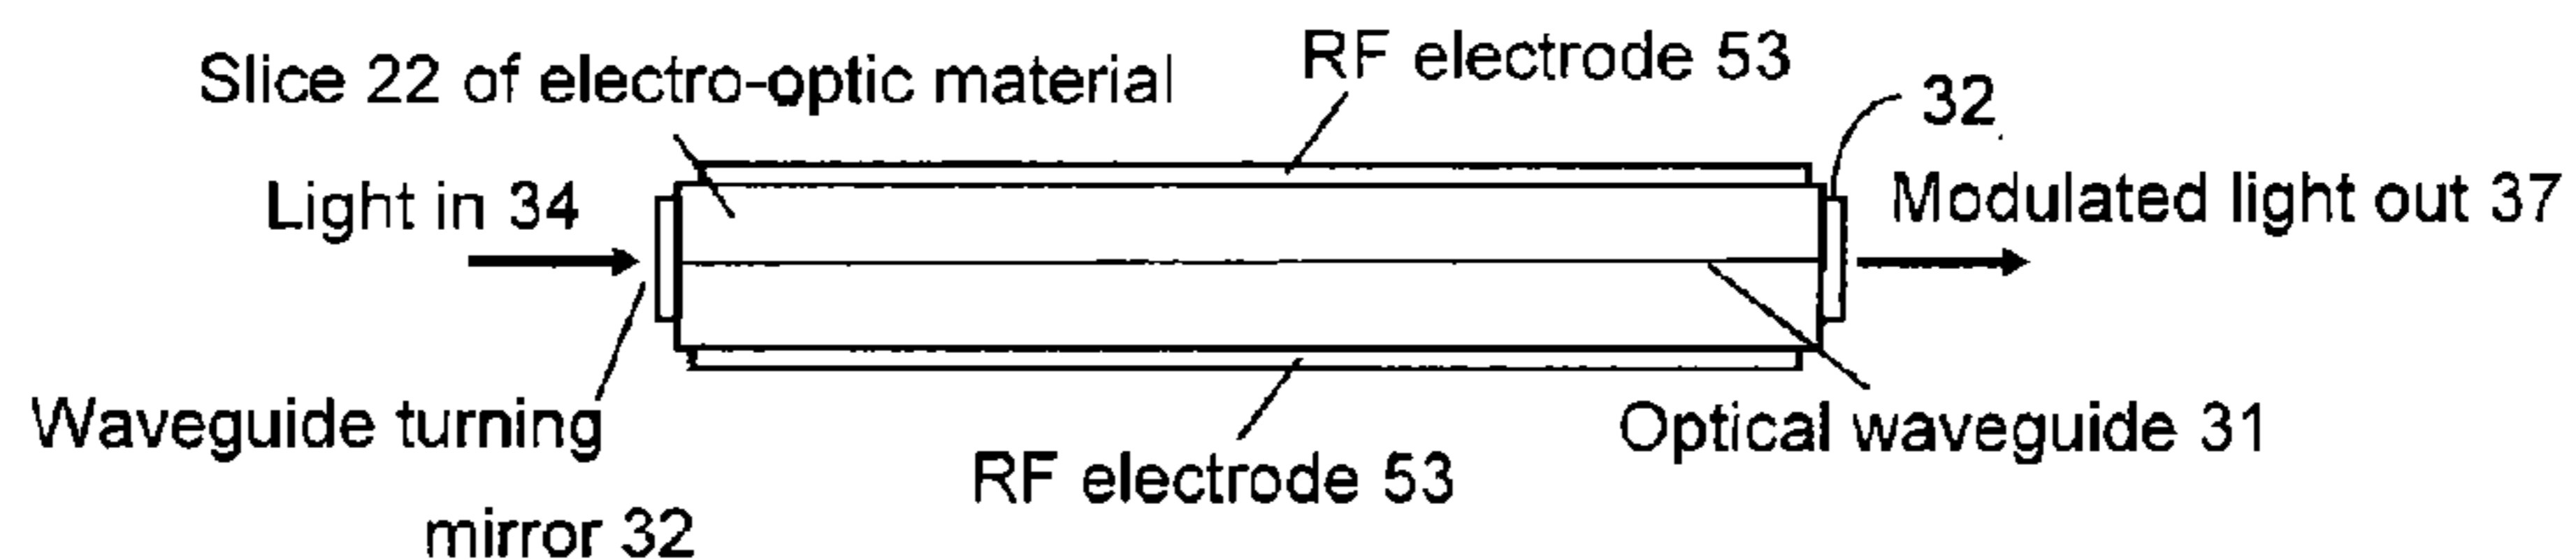 Slice 22 of electro-optic material
RF electrode 53
32
Light in 34
Modulated light out 37
Waveguide turning
mirror 32
RF electrode 53
Optical waveguide 31